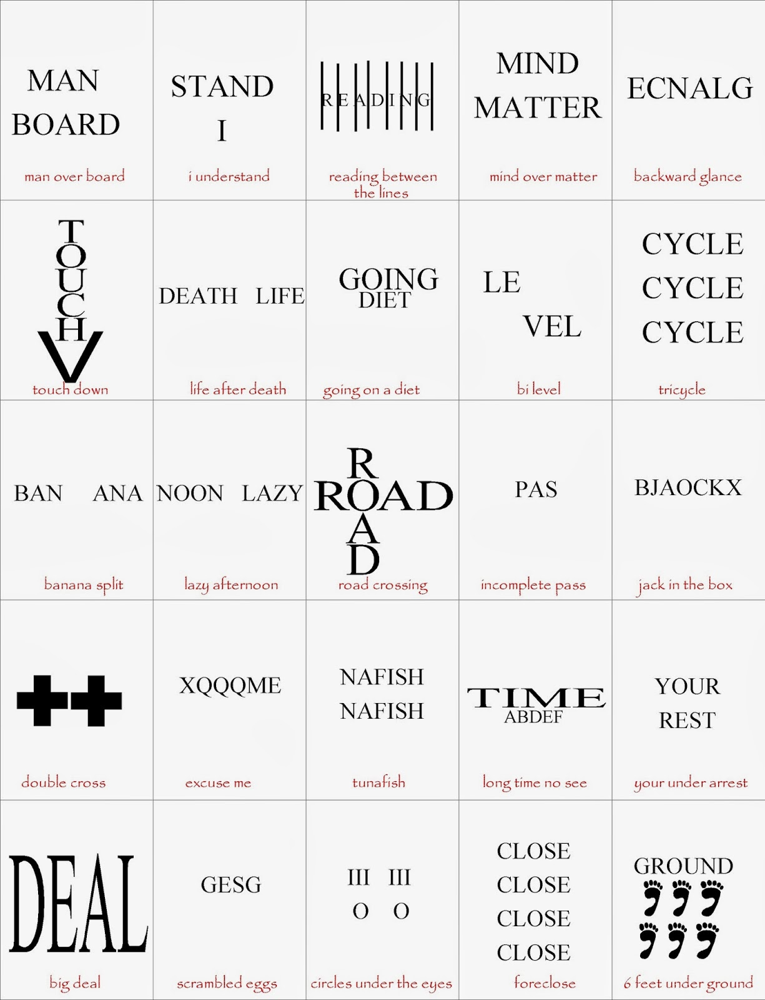 MAN
BOARD
man over board
STAND
I
i understand
READING
reading between
the lines
MIND
MATTER
mind over matter
ECNALG
backward glance
TOUCH
touch down
DEATH LIFE
life after death
GOING
DIET
going on a diet
LE
VEL
bi level
CYCLE
CYCLE
CYCLE
tricycle
BAN ANA
banana split
NOON LAZY
lazy afternoon
ROAD
ROAD
road crossing
PAS
incomplete pass
BJAOCKX
jack in the box
double cross
XQQQME
excuse me
NAFISH
NAFISH
tunafish
TIME
ABDEF
long time no see
YOUR
REST
your under arrest
DEAL
big deal
GESG
scrambled eggs
III III
O O
circles under the eyes
CLOSE
CLOSE
CLOSE
CLOSE
foreclose
GROUND
6 feet under ground